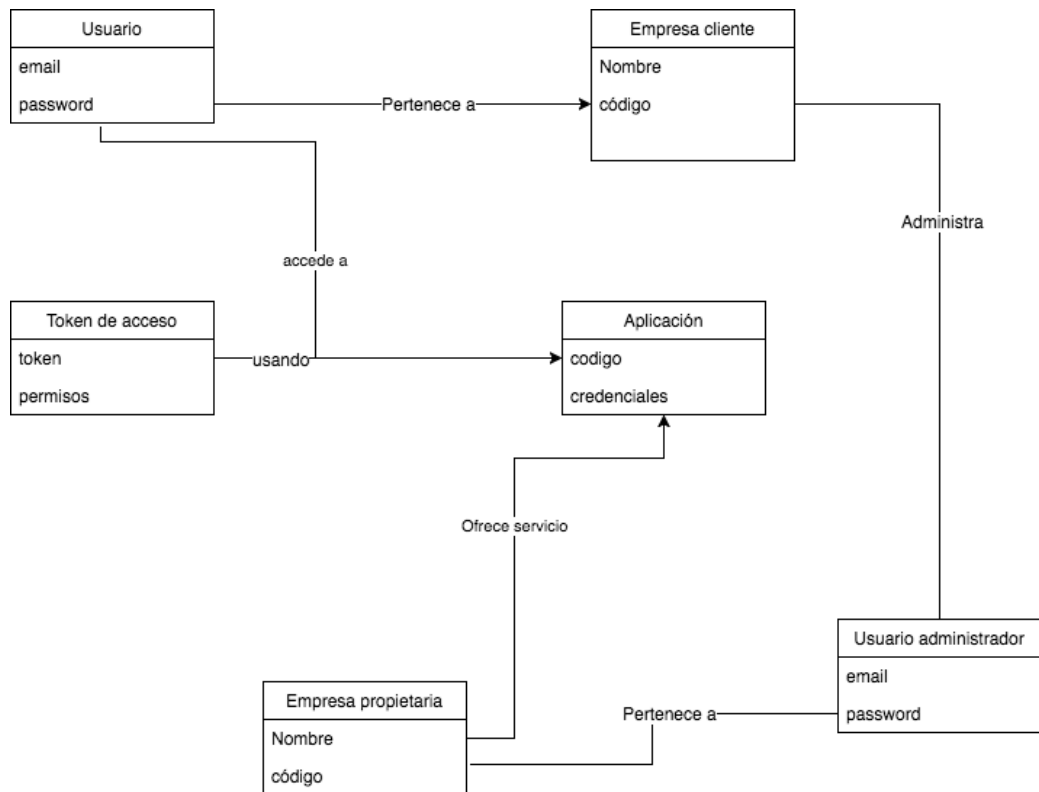 Usuario
email
password
Pertenece a
Empresa cliente
Nombre
código
Administra
accede a
Token de acceso
token
permisos
usando
Aplicación
codigo
credenciales
Ofrece servicio
Usuario administrador
email
password
Pertenece a
Empresa propietaria
Nombre
código